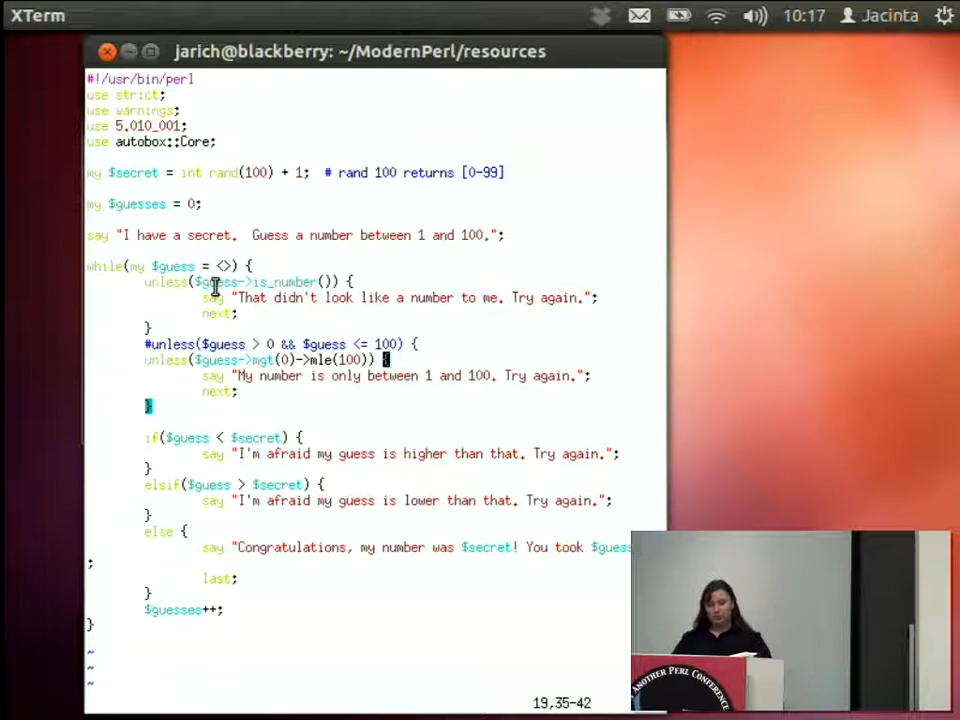 XTerm 10:17 Jacinta
jarich@blackberry: ~/ModernPerl/resources
#!/usr/bin/perl
use strict;
use warnings;
use 5.010_001;
use autobox::Core;
my $secret = int rand(100) + 1;  # rand 100 returns [0-99]
my $guesses = 0;
say "I have a secret.  Guess a number between 1 and 100.";
while(my $guess = <>) {
unless($guess->is_number()) {
say "That didn't look like a number to me. Try again.";
next;
}
#unless($guess > 0 && $guess <= 100) {
unless($guess->mgt(0)->mle(100)) {
say "My number is only between 1 and 100. Try again.";
next;
}
if($guess < $secret) {
say "I'm afraid my guess is higher than that. Try again.";
}
elsif($guess > $secret) {
say "I'm afraid my guess is lower than that. Try again.";
}
else {
say "Congratulations, my number was $secret! You took $gues
;
last;
}
$guesses++;
}
~
~
~
19,35-42
ANOTHER PERL CONFERENCE